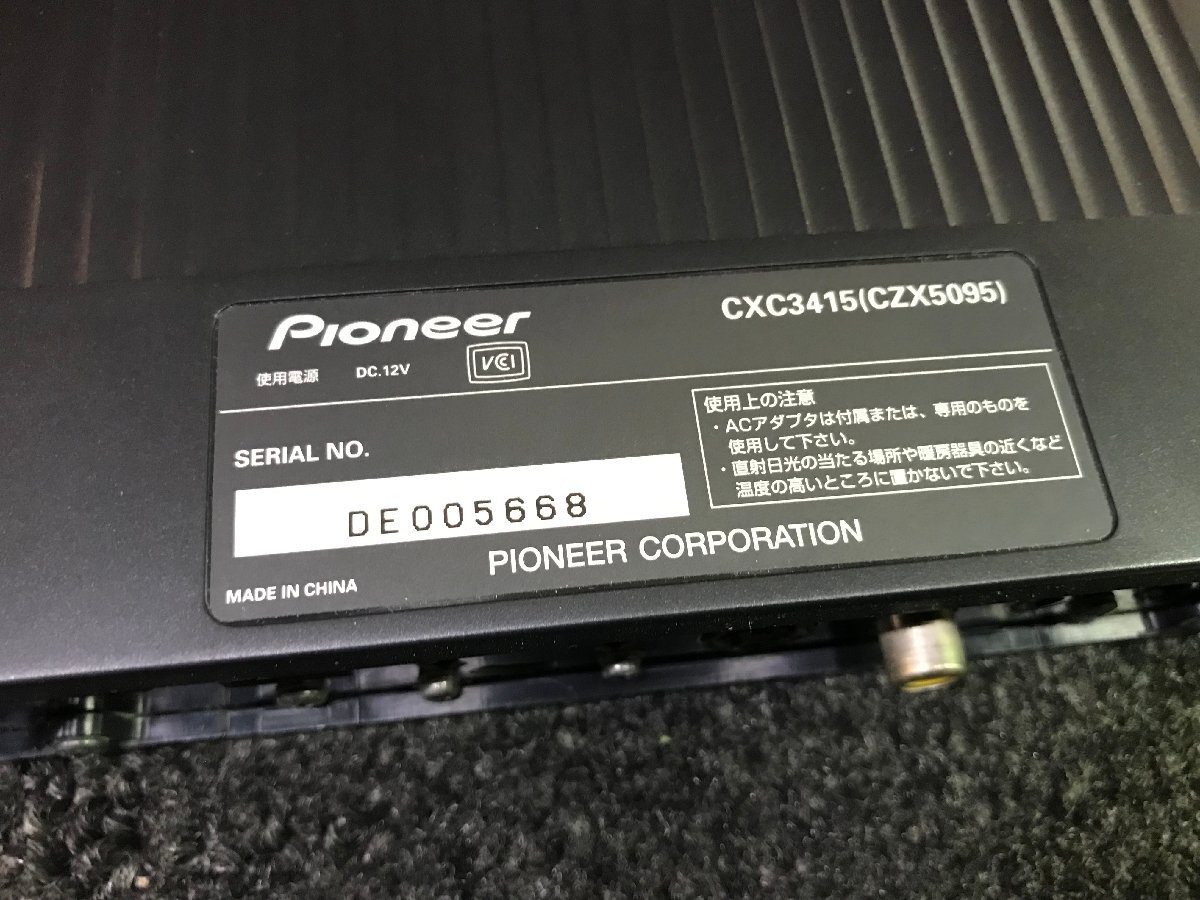 Pioneer
CXC3415(CZX5095)
使用電源 DC.12V
VCI
SERIAL NO.
DE005668
使用上の注意
・ACアダプタは付属または、専用のものを
使用して下さい。
・直射日光の当たる場所や暖房器具の近くなど
温度の高いところに置かないで下さい。
PIONEER CORPORATION
MADE IN CHINA